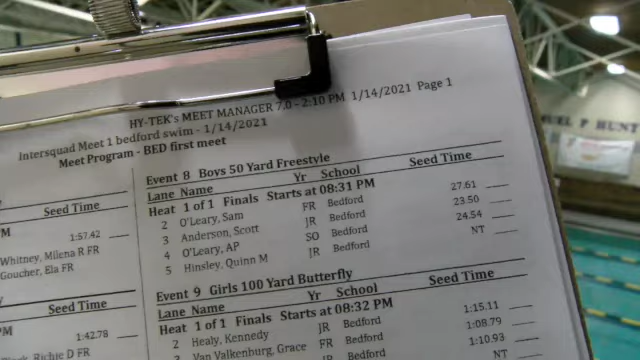 HY-TEK's MEET MANAGER 7.0 - 2:10 PM 1/14/2021 Page 1
Intersquad Meet 1 bedford swim - 1/14/2021
Meet Program - BED first meet
Seed Time
PM
1:57.42
Whitney, Milena R FR
Goucher, Ela FR
Seed Time
PM
1:42.78
Richie D FR
Event 8 Boys 50 Yard Freestyle
Lane Name Yr School Seed Time
Heat 1 of 1 Finals Starts at 08:31 PM
2 O'Leary, Sam FR Bedford 27.61
3 Anderson, Scott JR Bedford 23.50
4 O'Leary, AP SO Bedford 24.54
5 Hinsley, Quinn M JR Bedford NT
Event 9 Girls 100 Yard Butterfly
Lane Name Yr School Seed Time
Heat 1 of 1 Finals Starts at 08:32 PM
2 Healy, Kennedy JR Bedford 1:15.11
3 Van Valkenburg, Grace FR Bedford 1:08.79
JR Bedford 1:10.93
NT
UEL P HUNT